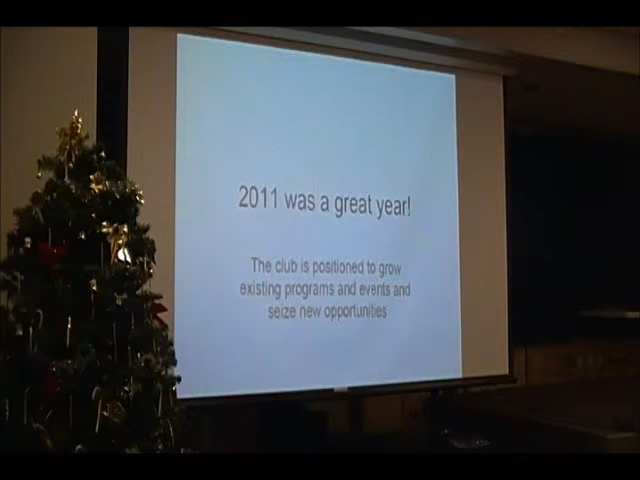 2011 was a great year!
The club is positioned to grow
existing programs and events and
seize new opportunities